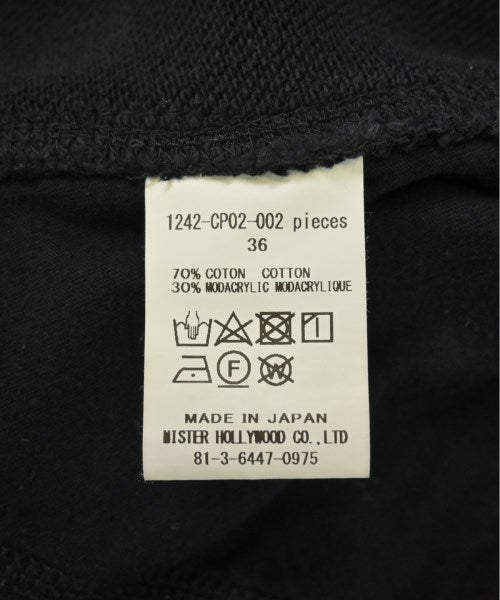 1242-CP02-002 pieces
36
70% COTON COTTON
30% MODACRYLIC MODACRYLIQUE
F W
MADE IN JAPAN
MISTER HOLLYWOOD CO.,LTD
81-3-6447-0975